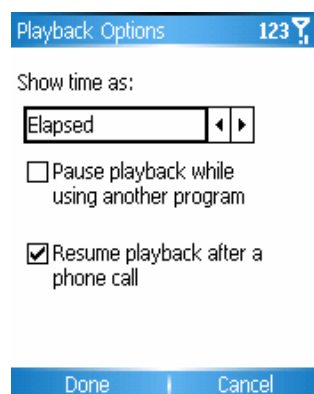 Playback Options 123
Show time as:
Elapsed
Pause playback while
using another program
Resume playback after a
phone call
Done Cancel